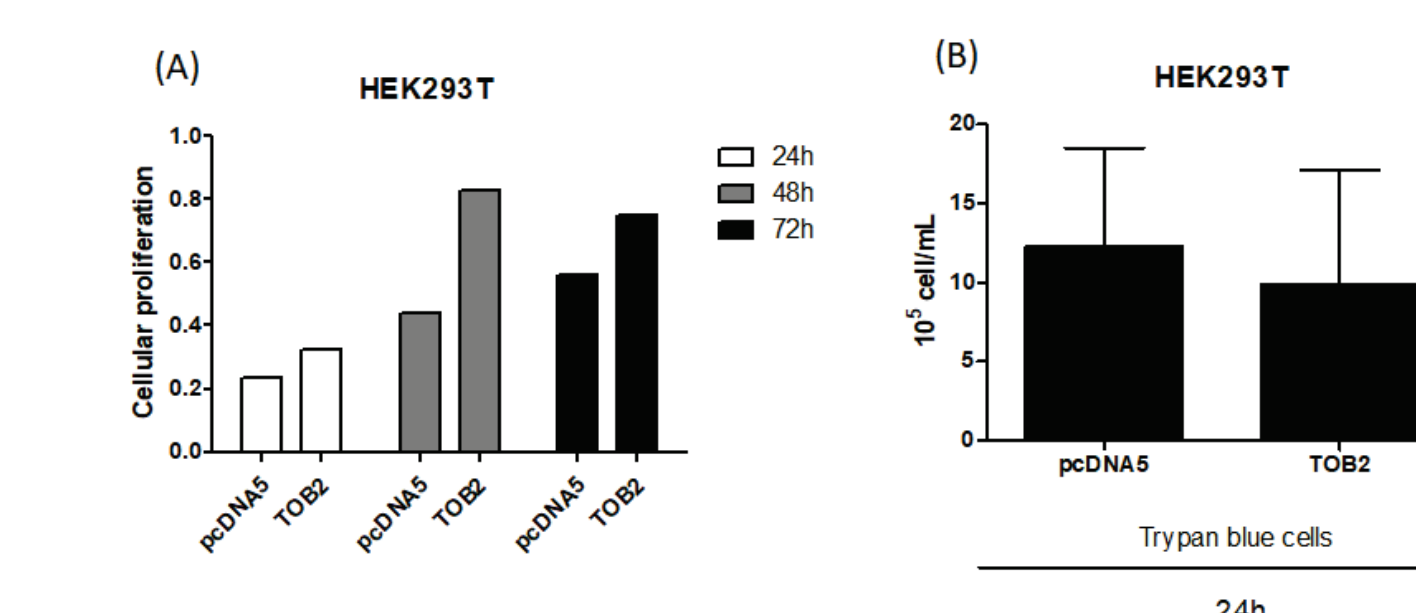 (A)
HEK293T
Cellular proliferation
1.0
0.8
0.6
0.4
0.2
0.0
pcDNA5
TOB2
pcDNA5
TOB2
pcDNA5
TOB2
24h
48h
72h
(B)
HEK293T
10⁵ cell/mL
20
15
10
5
0
pcDNA5
TOB2
Trypan blue cells
24h